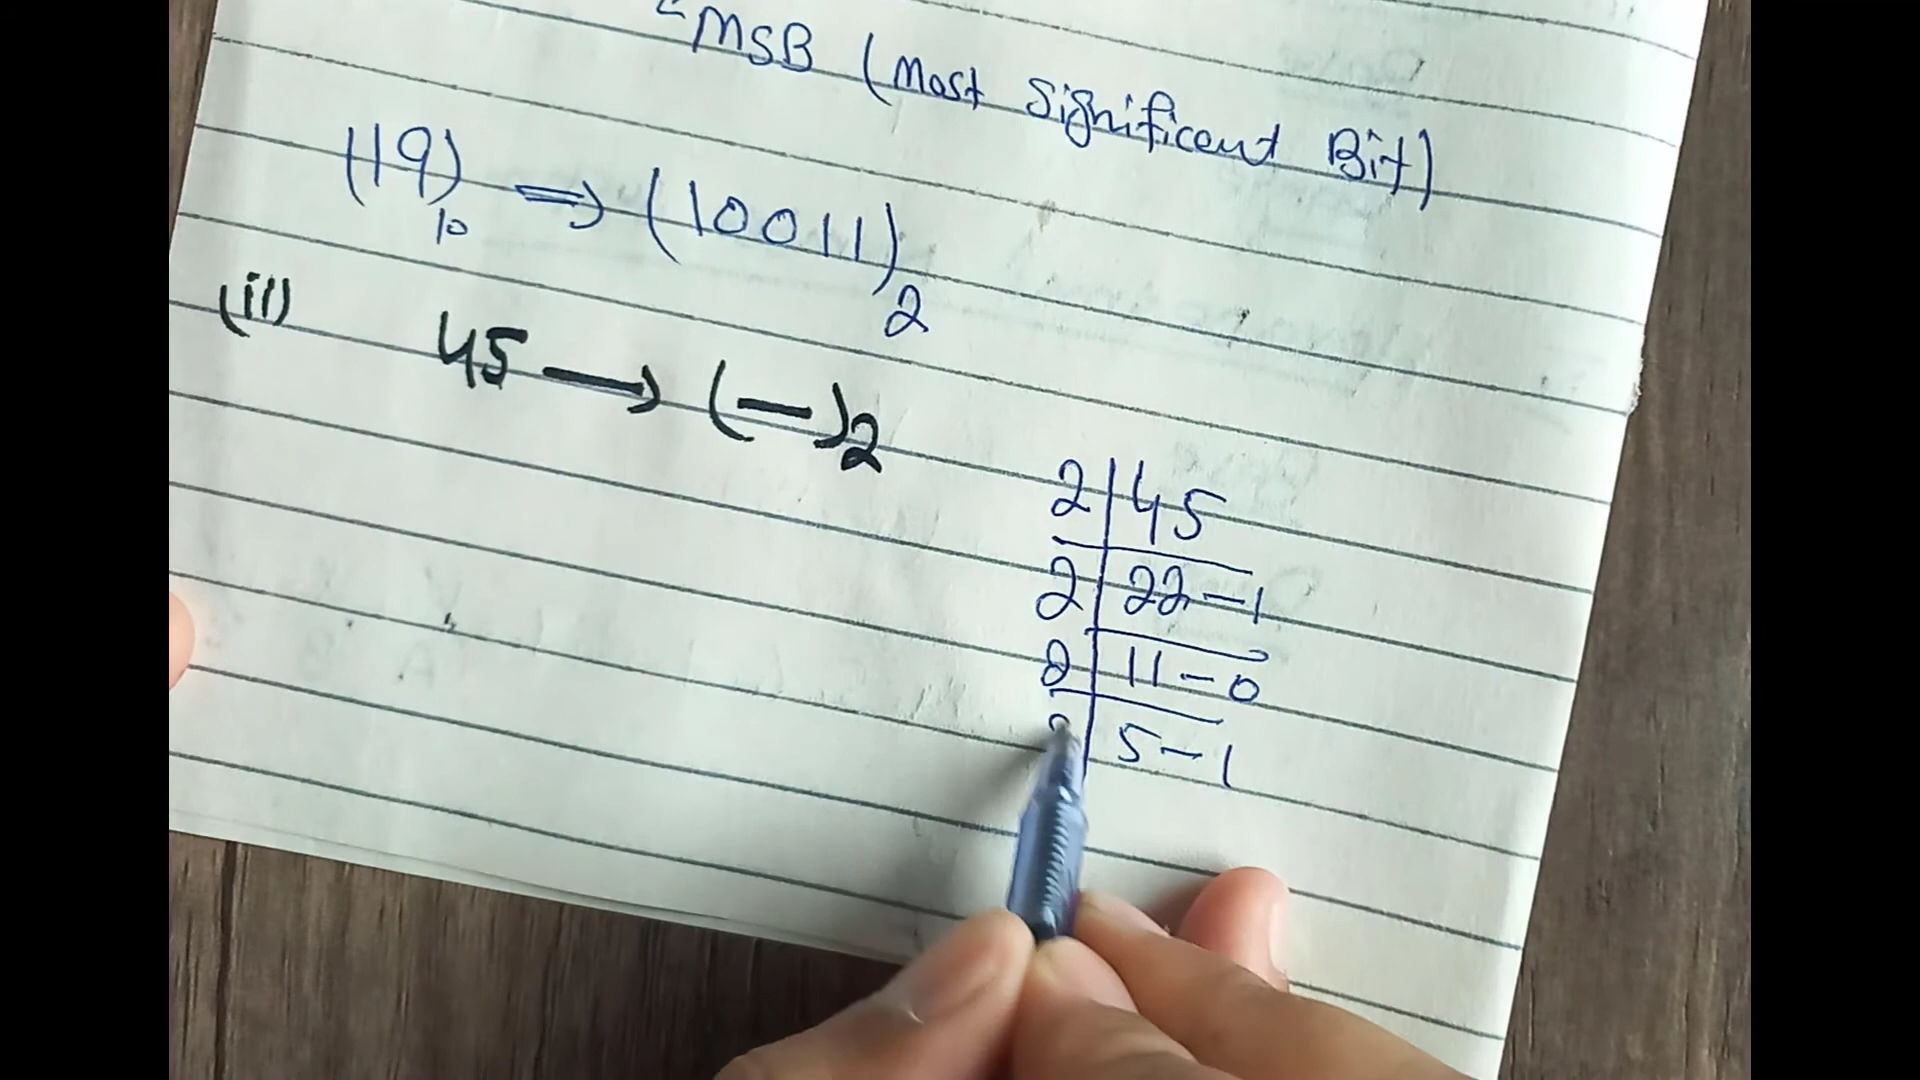 MSB (Most Significant Bit)
(19)10 ⇒ (10011)2
(ii) 45 → (—)2
2 | 45
2 | 22 – 1
2 | 11 – 0
2 | 5 – 1